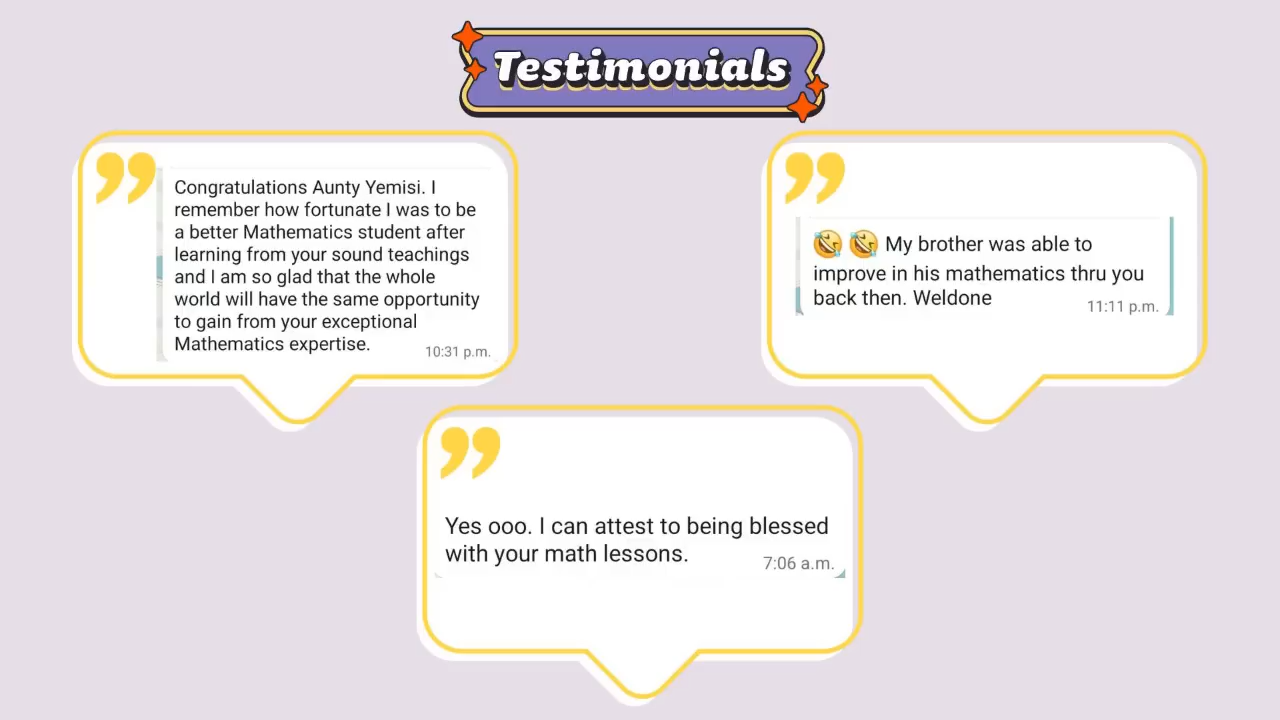 Testimonials
Congratulations Aunty Yemisi. I
remember how fortunate I was to be
a better Mathematics student after
learning from your sound teachings
and I am so glad that the whole
world will have the same opportunity
to gain from your exceptional
Mathematics expertise.
10:31 p.m.
🤣 🤣 My brother was able to
improve in his mathematics thru you
back then. Weldone
11:11 p.m.
Yes ooo. I can attest to being blessed
with your math lessons.
7:06 a.m.